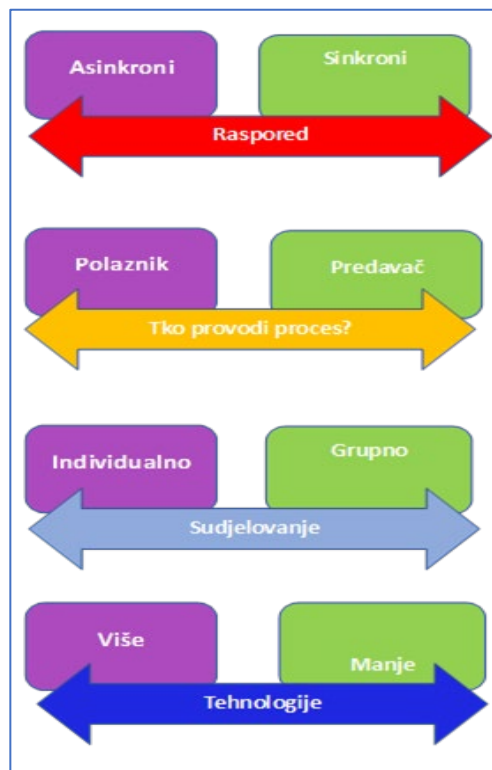 Asinkroni
Sinkroni
Raspored
Polaznik
Predavač
Tko provodi proces?
Individualno
Grupno
Sudjelovanje
Više
Manje
Tehnologije